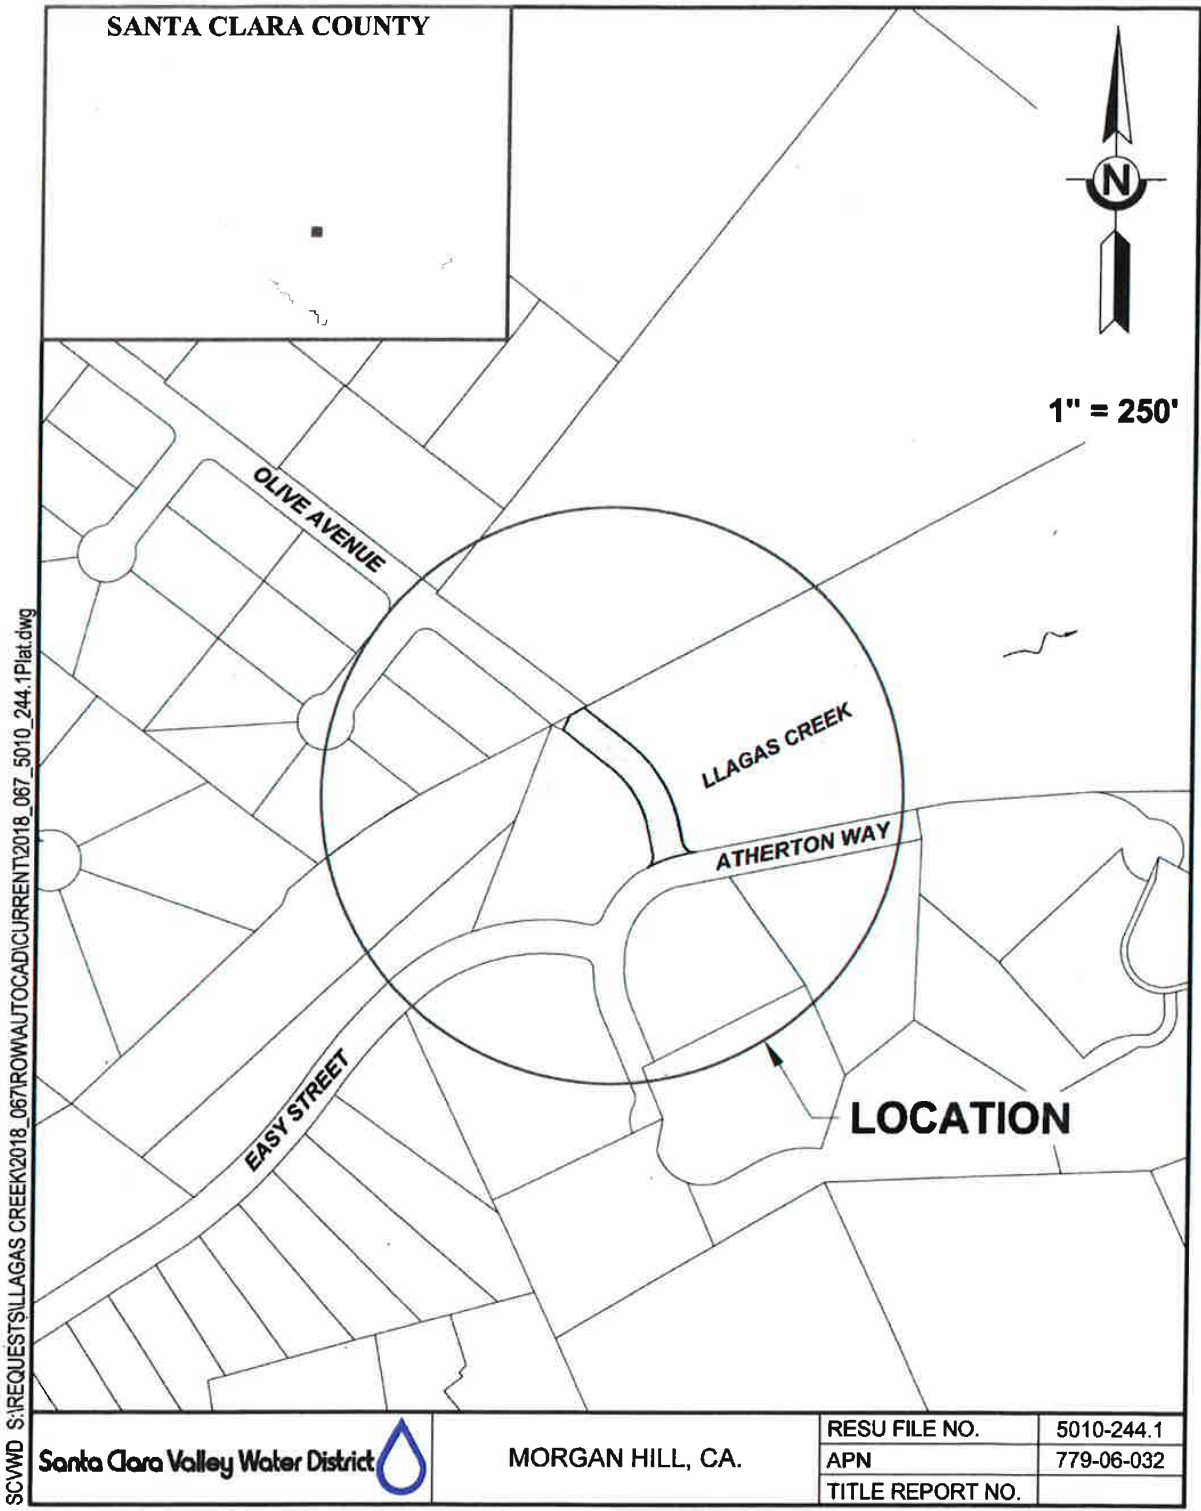 SANTA CLARA COUNTY
N
1" = 250'
OLIVE AVENUE
LLAGAS CREEK
ATHERTON WAY
EASY STREET
LOCATION
SCVWD S:\REQUESTS\LLAGAS CREEK\2018_067\ROW\AUTOCAD\CURRENT\2018_067_5010_244.1Plat.dwg
Santa Clara Valley Water District
MORGAN HILL, CA.
RESU FILE NO. 5010-244.1
APN 779-06-032
TITLE REPORT NO.